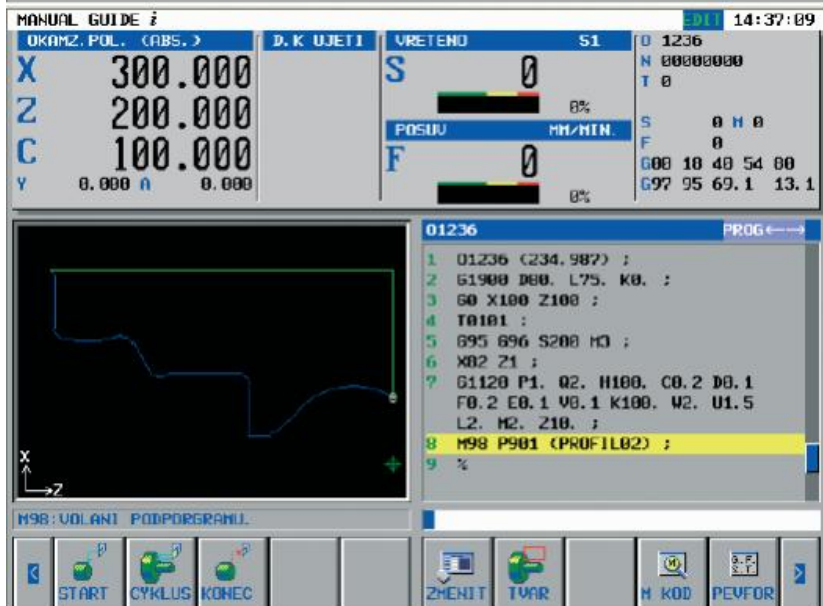 MANUAL GUIDE i EDIT 14:37:09
OKAMZ.POL. (ABS.) D.K UJETI VRETENO S1 O 1236
X 300.000 S 0 N 00000000
T 0
Z 200.000 0% S 0 M 0
POSUV MM/MIN. F 0
C 100.000 F 0 G00 18 40 54 80
Y 0.000 A 0.000 0% G97 95 69.1 13.1
O1236 PROG←→
1 O1236 (234.987) ;
2 G1900 D80. L75. K0. ;
3 G0 X100 Z100 ;
4 T0101 ;
5 G95 G96 S200 M3 ;
6 X82 Z1 ;
7 G1120 P1. Q2. H100. C0.2 D0.1
F0.2 E0.1 V0.1 K100. W2. U1.5
L2. M2. Z10. ;
8 M98 P901 (PROFIL02) ;
9 %
X
Z
M98:VOLANI PODPORGRAMU.
< START CYKLUS KONEC ZMENIT TVAR M KOD PEVFOR >